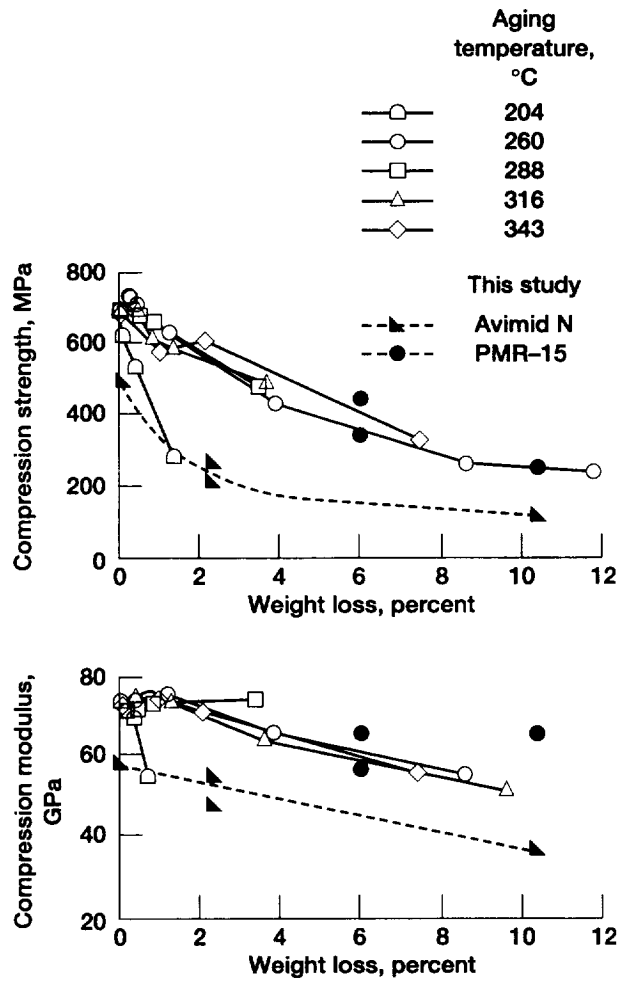 Aging
temperature,
°C
204
260
288
316
343
This study
Avimid N
PMR–15
Compression strength, MPa
800
600
400
200
0
0 2 4 6 8 10 12
Weight loss, percent
Compression modulus,
GPa
80
60
40
20
0 2 4 6 8 10 12
Weight loss, percent